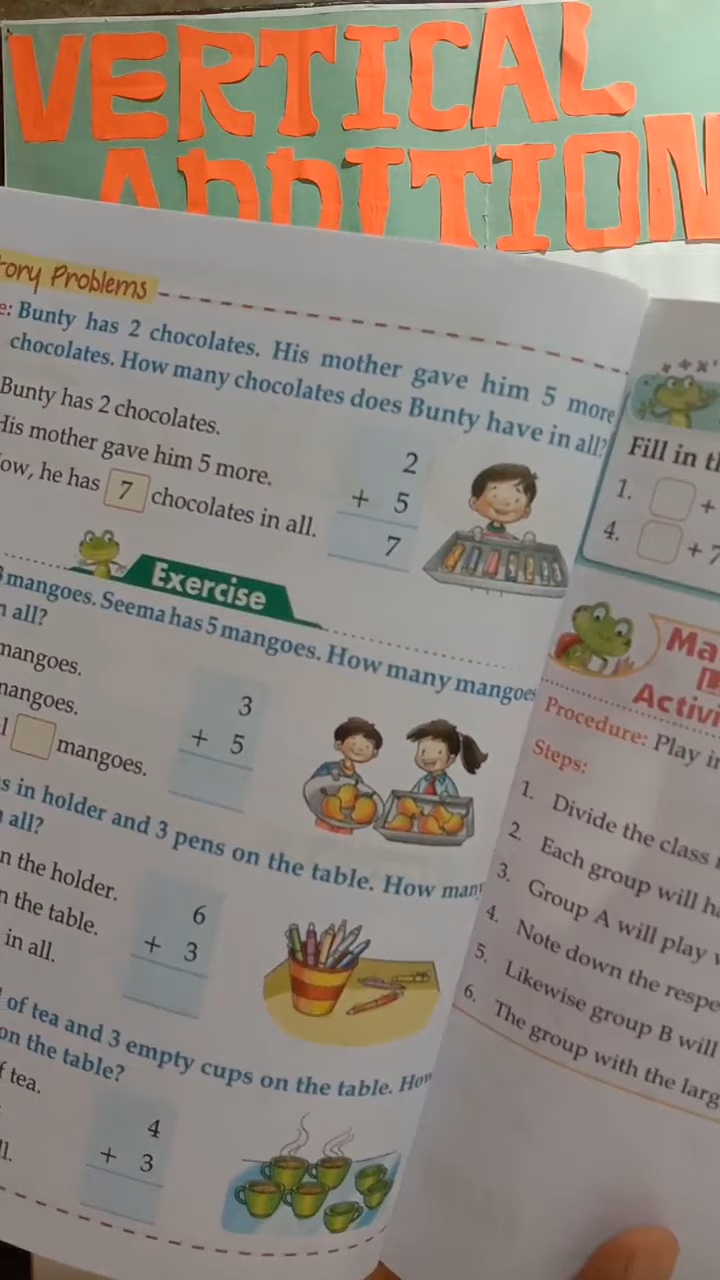 VERTICAL
ADDITION
tory Problems
e: Bunty has 2 chocolates. His mother gave him 5 more
chocolates. How many chocolates does Bunty have in all?
Bunty has 2 chocolates.
His mother gave him 5 more.
ow, he has 7 chocolates in all.
2
+ 5
7
Exercise
3 mangoes. Seema has 5 mangoes. How many mangoes
n all?
mangoes.
mangoes.
l mangoes.
3
+ 5
s in holder and 3 pens on the table. How many
all?
n the holder.
n the table.
in all.
6
+ 3
of tea and 3 empty cups on the table. How
on the table?
f tea.
l.
4
+ 3
Fill in th
1. +
4. + 7
Ma
Activi
Procedure: Play in
Steps:
1. Divide the class
2. Each group will ha
3. Group A will play
4. Note down the respe
5. Likewise group B will
6. The group with the larg